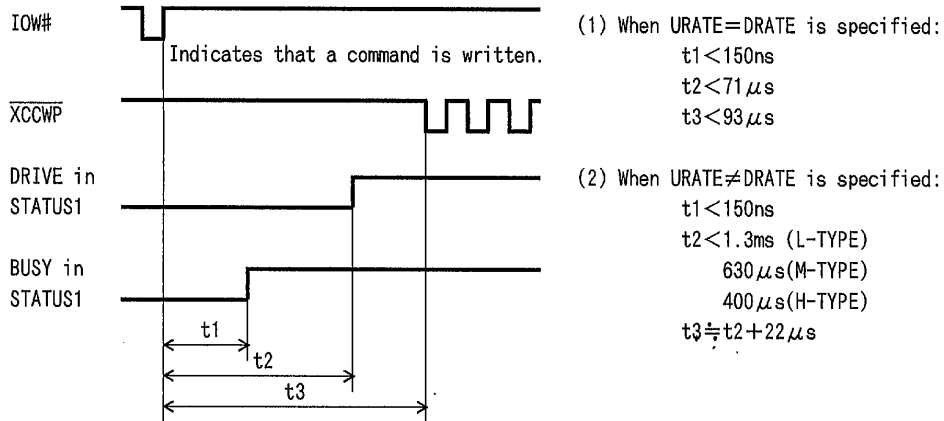 IOW#
Indicates that a command is written.
XCCWP
DRIVE in
STATUS1
BUSY in
STATUS1
t1
t2
t3
(1) When URATE=DRATE is specified:
t1<150ns
t2<71μs
t3<93μs
(2) When URATE≠DRATE is specified:
t1<150ns
t2<1.3ms (L-TYPE)
630μs(M-TYPE)
400μs(H-TYPE)
t3≒t2+22μs